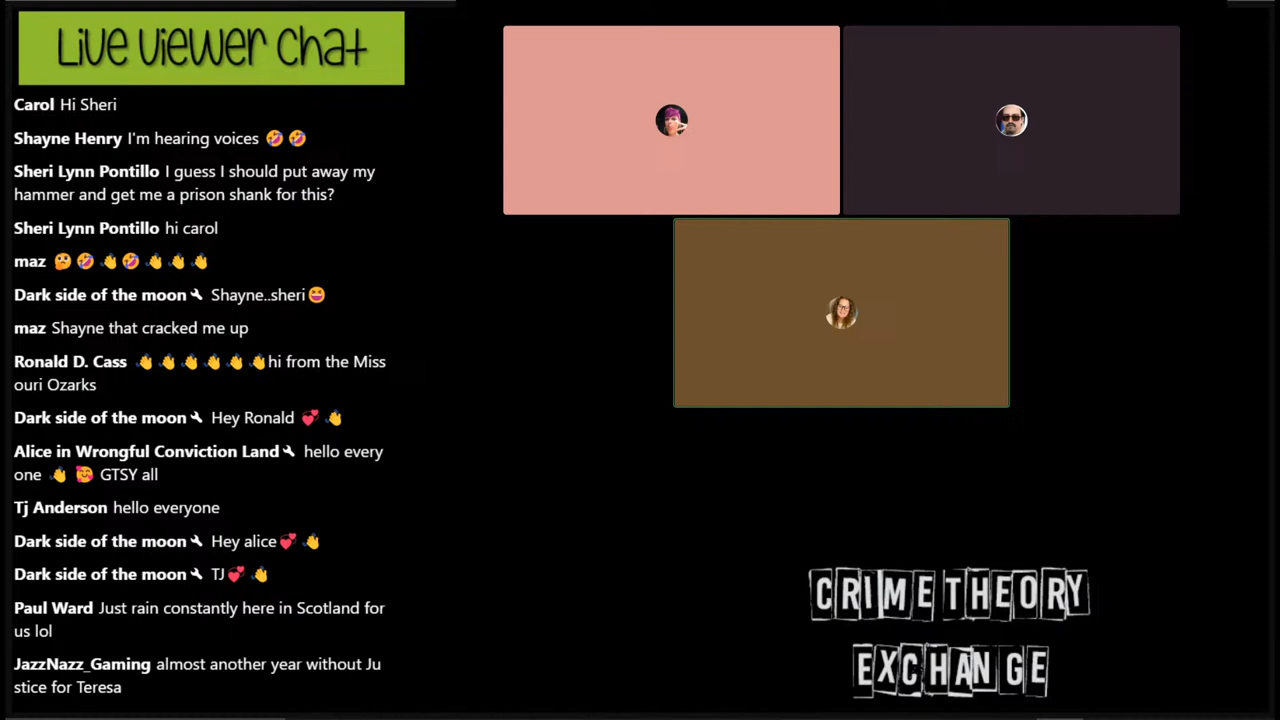 Live Viewer Chat
Carol Hi Sheri
Shayne Henry I'm hearing voices 🤣 🤣
Sheri Lynn Pontillo I guess I should put away my
hammer and get me a prison shank for this?
Sheri Lynn Pontillo hi carol
maz 🤔 🤣 👋 🤣 👋 👋 👋
Dark side of the moon Shayne..sheri 😆
maz Shayne that cracked me up
Ronald D. Cass 👋 👋 👋 👋 👋 👋 hi from the Miss
ouri Ozarks
Dark side of the moon Hey Ronald 💞 👋
Alice in Wrongful Conviction Land hello every
one 👋 🥰 GTSY all
Tj Anderson hello everyone
Dark side of the moon Hey alice 💞 👋
Dark side of the moon TJ 💞 👋
Paul Ward Just rain constantly here in Scotland for
us lol
JazzNazz_Gaming almost another year without Ju
stice for Teresa
CRIME THEORY
EXCHANGE